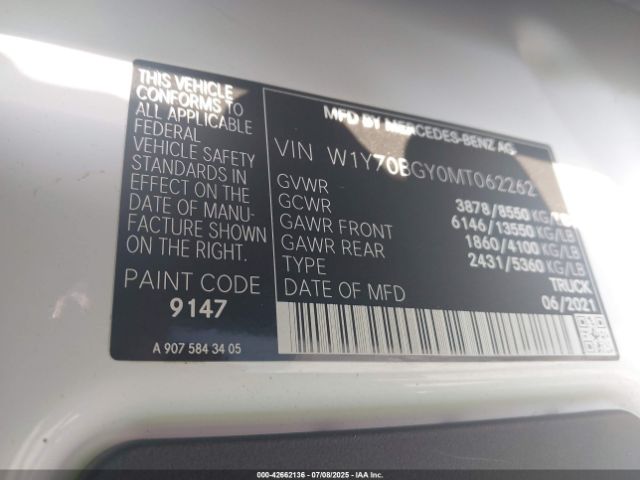 THIS VEHICLE
CONFORMS TO
ALL APPLICABLE
FEDERAL
VEHICLE SAFETY
STANDARDS IN
EFFECT ON THE
DATE OF MANU-
FACTURE SHOWN
ON THE RIGHT.
PAINT CODE
9147
A 907 584 34 05
MFD BY MERCEDES-BENZ AG
VIN W1Y70BGY0MT062262
GVWR 3878/8550 KG/LB
GCWR 6146/13550 KG/LB
GAWR FRONT 1860/4100 KG/LB
GAWR REAR 2431/5360 KG/LB
TYPE TRUCK
DATE OF MFD 06/2021
000-42662136 - 07/08/2025 - IAA Inc.